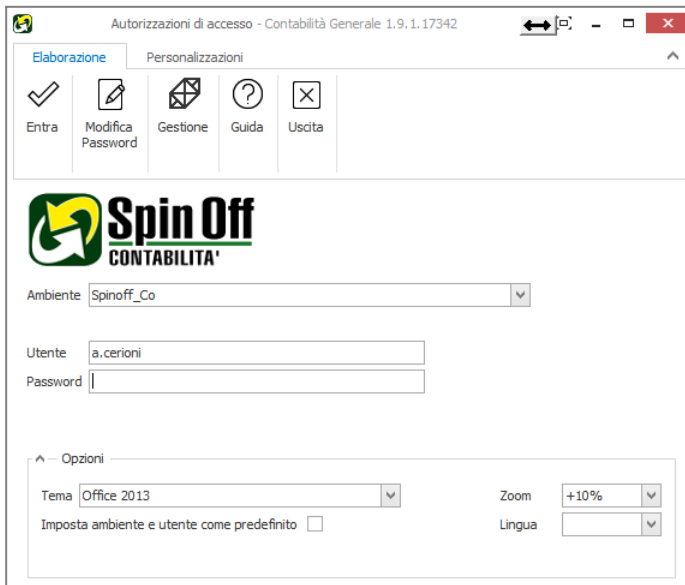 Autorizzazioni di accesso - Contabilità Generale 1.9.1.17342
Elaborazione Personalizzazioni
Entra Modifica Password Gestione Guida Uscita
Spin Off
CONTABILITA'
Ambiente Spinoff_Co
Utente a.cerioni
Password
Opzioni
Tema Office 2013 Zoom +10%
Imposta ambiente e utente come predefinito Lingua